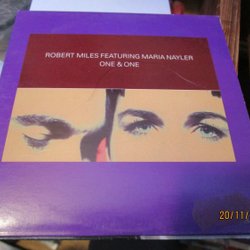 ROBERT MILES FEATURING MARIA NAYLER
ONE & ONE
20/11/